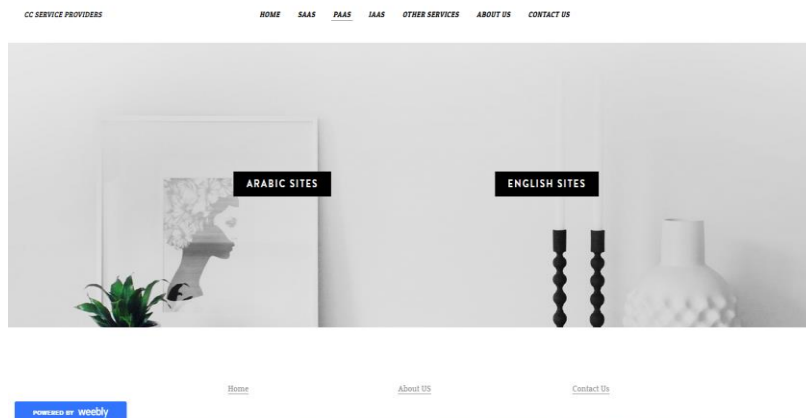 CC SERVICE PROVIDERS HOME SAAS PAAS IAAS OTHER SERVICES ABOUT US CONTACT US
ARABIC SITES ENGLISH SITES
Home About US Contact Us
POWERED BY weebly